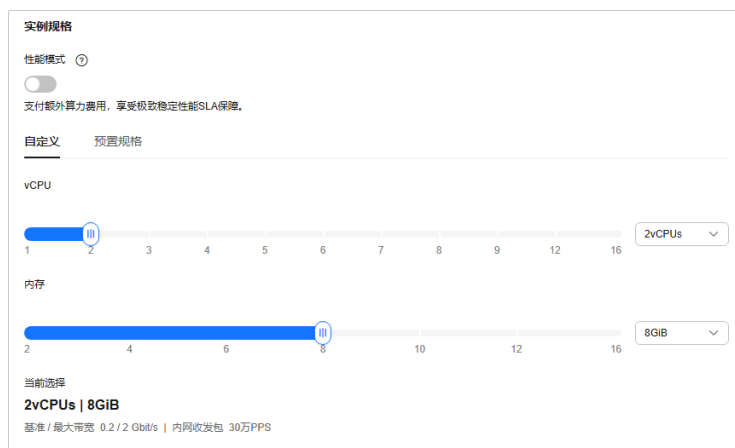 实例规格
性能模式 ?
支付额外算力费用，享受极致稳定性能SLA保障。
自定义 预置规格
vCPU
2vCPUs
1 2 3 4 5 6 7 8 9 12 16
内存
8GiB
2 4 6 8 10 12 16
当前选择
2vCPUs | 8GiB
基准 / 最大带宽 0.2 / 2 Gbit/s | 内网收发包 30万PPS